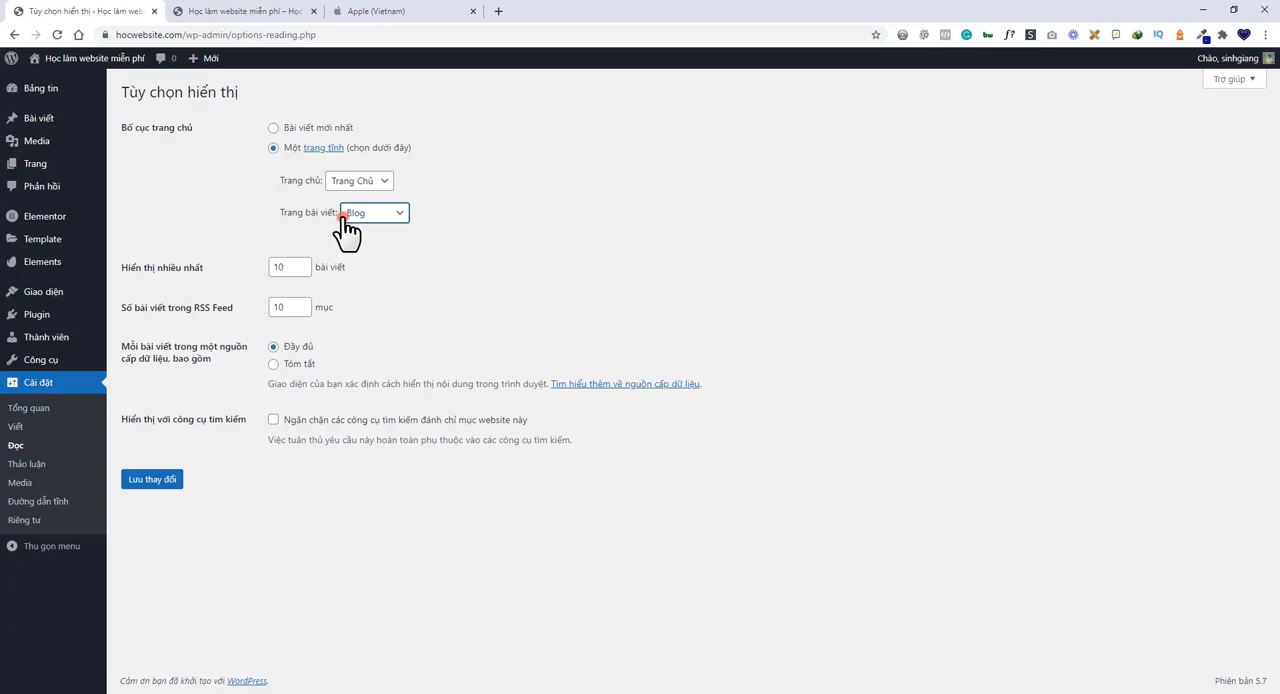 Tùy chọn hiển thị ‹ Học làm web
Học làm website miễn phí – Học
Apple (Vietnam)
hocwebsite.com/wp-admin/options-reading.php
Học làm website miễn phí
0
Mới
Chào, sinhgiang
Trợ giúp
Bảng tin
Bài viết
Media
Trang
Phản hồi
Elementor
Template
Elements
Giao diện
Plugin
Thành viên
Công cụ
Cài đặt
Tổng quan
Viết
Đọc
Thảo luận
Media
Đường dẫn tĩnh
Riêng tư
Thu gọn menu
Tùy chọn hiển thị
Bố cục trang chủ
Bài viết mới nhất
Một trang tĩnh (chọn dưới đây)
Trang chủ: Trang Chủ
Trang bài viết: Blog
Hiển thị nhiều nhất 10 bài viết
Số bài viết trong RSS Feed 10 mục
Mỗi bài viết trong một nguồn
cấp dữ liệu, bao gồm
Đầy đủ
Tóm tắt
Giao diện của bạn xác định cách hiển thị nội dung trong trình duyệt. Tìm hiểu thêm về nguồn cấp dữ liệu.
Hiển thị với công cụ tìm kiếm
Ngăn chặn các công cụ tìm kiếm đánh chỉ mục website này
Việc tuân thủ yêu cầu này hoàn toàn phụ thuộc vào các công cụ tìm kiếm.
Lưu thay đổi
Cảm ơn bạn đã khởi tạo với WordPress.
Phiên bản 5.7